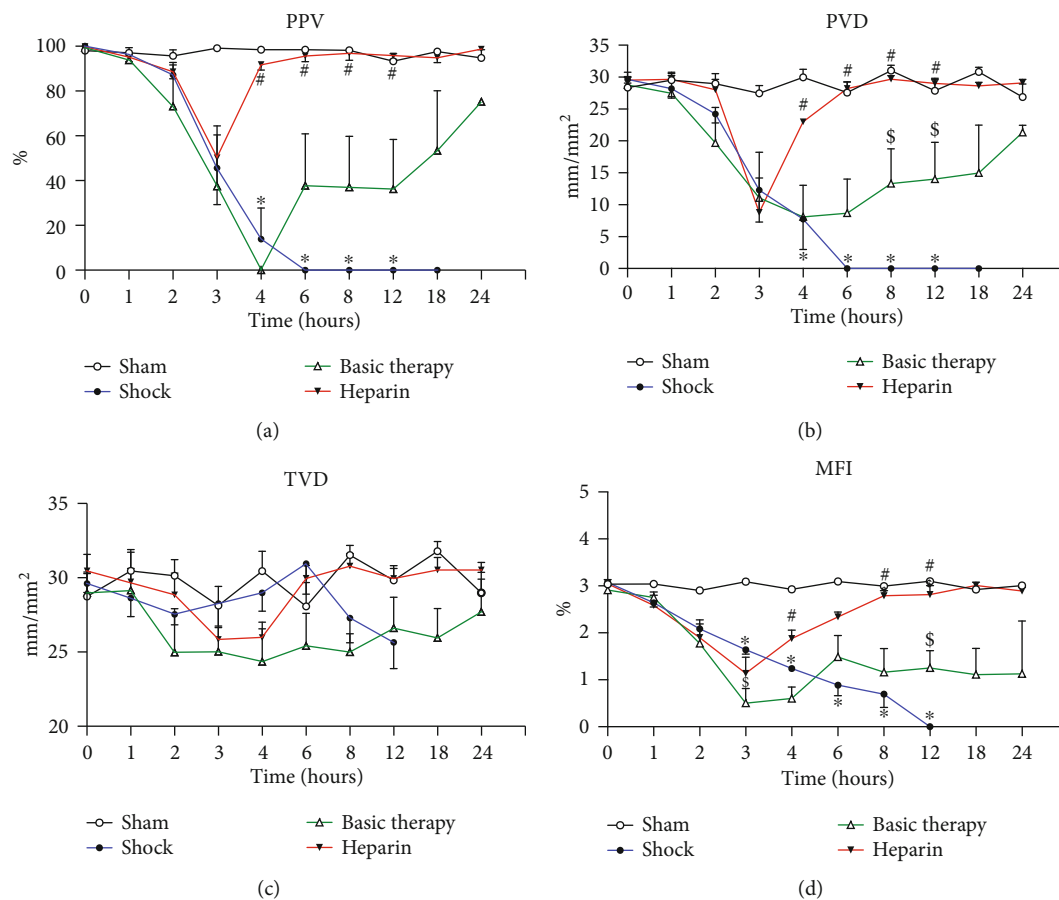 PPV
%
100
80
60
40
20
0
# # # #
* * * *
0 1 2 3 4 6 8 12 18 24
Time (hours)
Sham
Shock
Basic therapy
Heparin
(a)
PVD
mm/mm²
35
30
25
20
15
10
5
0
# # # #
$ $
* * * *
0 1 2 3 4 6 8 12 18 24
Time (hours)
Sham
Shock
Basic therapy
Heparin
(b)
TVD
mm/mm²
35
30
25
20
0 1 2 3 4 6 8 12 18 24
Time (hours)
Sham
Shock
Basic therapy
Heparin
(c)
MFI
%
5
4
3
2
1
0
# # #
$ $
* * * * *
0 1 2 3 4 6 8 12 18 24
Time (hours)
Sham
Shock
Basic therapy
Heparin
(d)